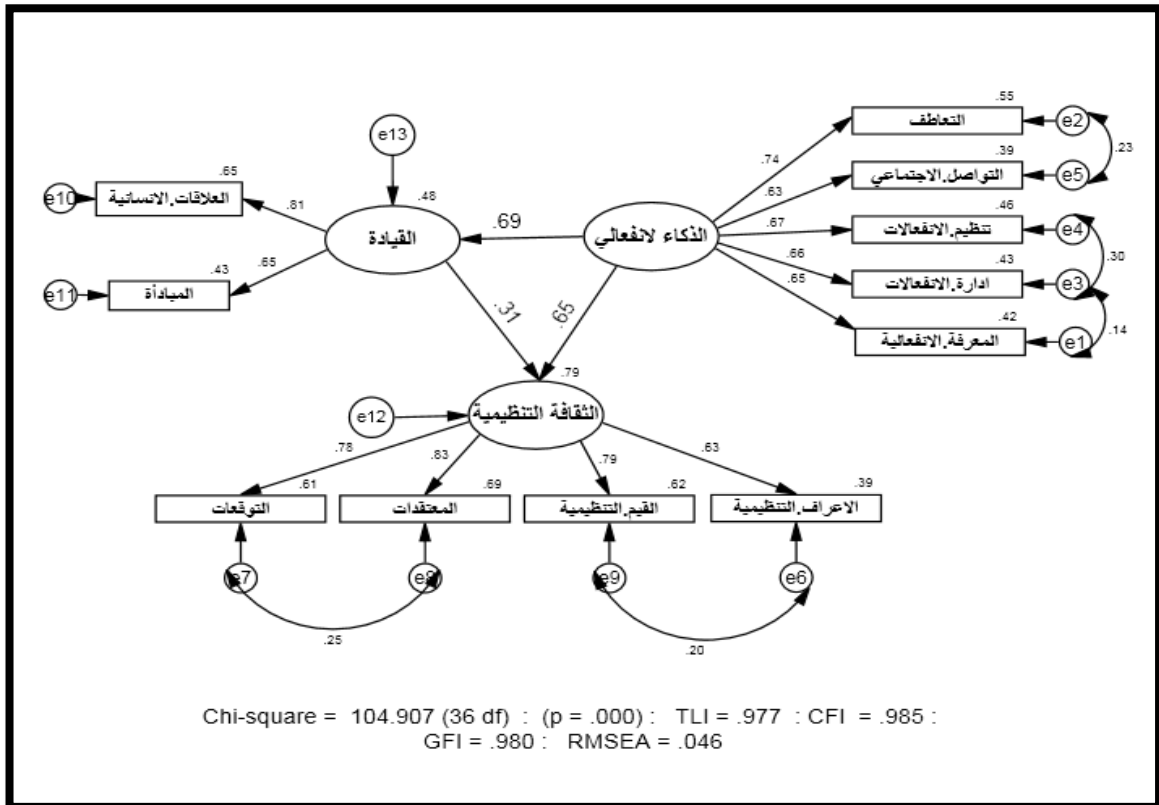 .55
التعاطف
e2
.23
.39
التواصل.الاجتماعي
e5
.46
تنظيم.الانفعالات
e4
.30
.43
ادارة.الانفعالات
e3
.14
.42
المعرفة.الانفعالية
e1
.74
.63
.67
.66
.65
الذكاء لانفعالي
.69
e13
.48
القيادة
.81
.65
.65
العلاقات.الانسانية
e10
.43
المبادأة
e11
.31
.65
.79
الثقافة التنظيمية
e12
.78
.83
.79
.63
.61
التوقعات
.69
المعتقدات
.62
القيم.التنظيمية
.39
الاعراف.التنظيمية
e7
e8
e9
e6
.25
.20
Chi-square = 104.907 (36 df) : (p = .000) : TLI = .977 : CFI = .985 :
GFI = .980 : RMSEA = .046